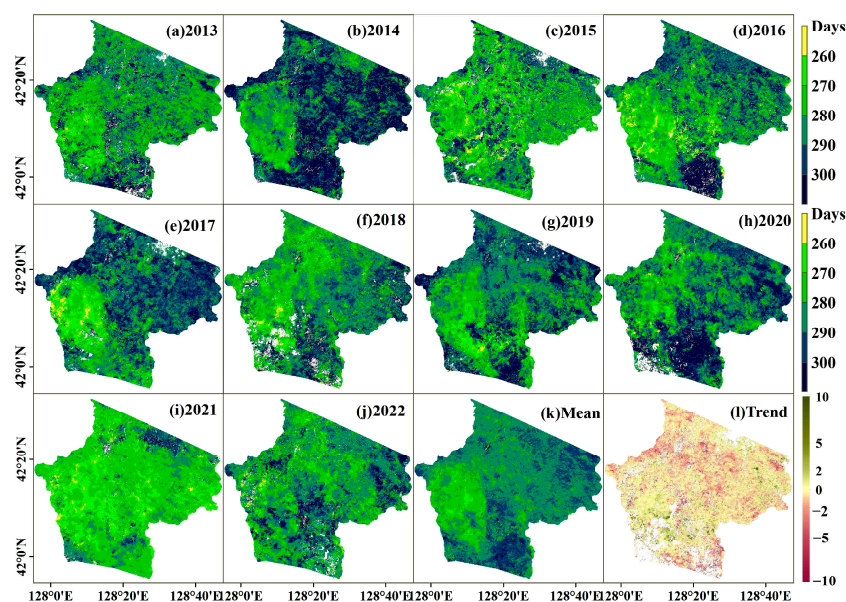 (a)2013
(b)2014
(c)2015
(d)2016
Days
260
270
280
290
300
42°20'N
42°0'N
(e)2017
(f)2018
(g)2019
(h)2020
Days
260
270
280
290
300
42°20'N
42°0'N
(i)2021
(j)2022
(k)Mean
(l)Trend
10
5
2
0
−2
−5
−10
42°20'N
42°0'N
128°0'E 128°20'E 128°40'E 128°0'E 128°20'E 128°40'E 128°0'E 128°20'E 128°40'E 128°0'E 128°20'E 128°40'E